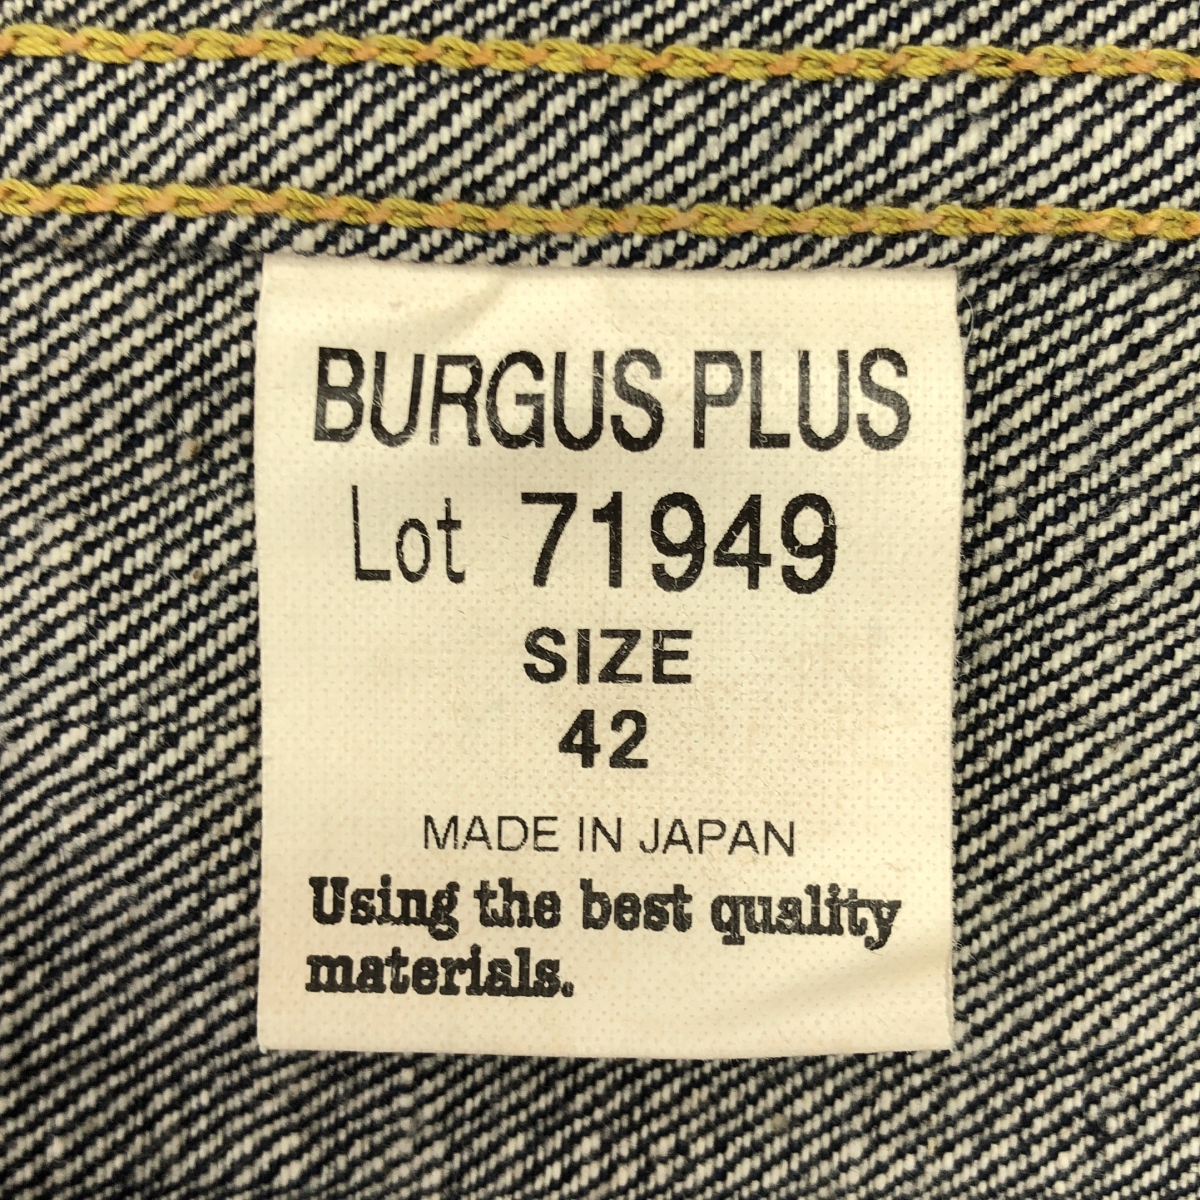 BURGUS PLUS
Lot 71949
SIZE
42
MADE IN JAPAN
Using the best quality
materials.